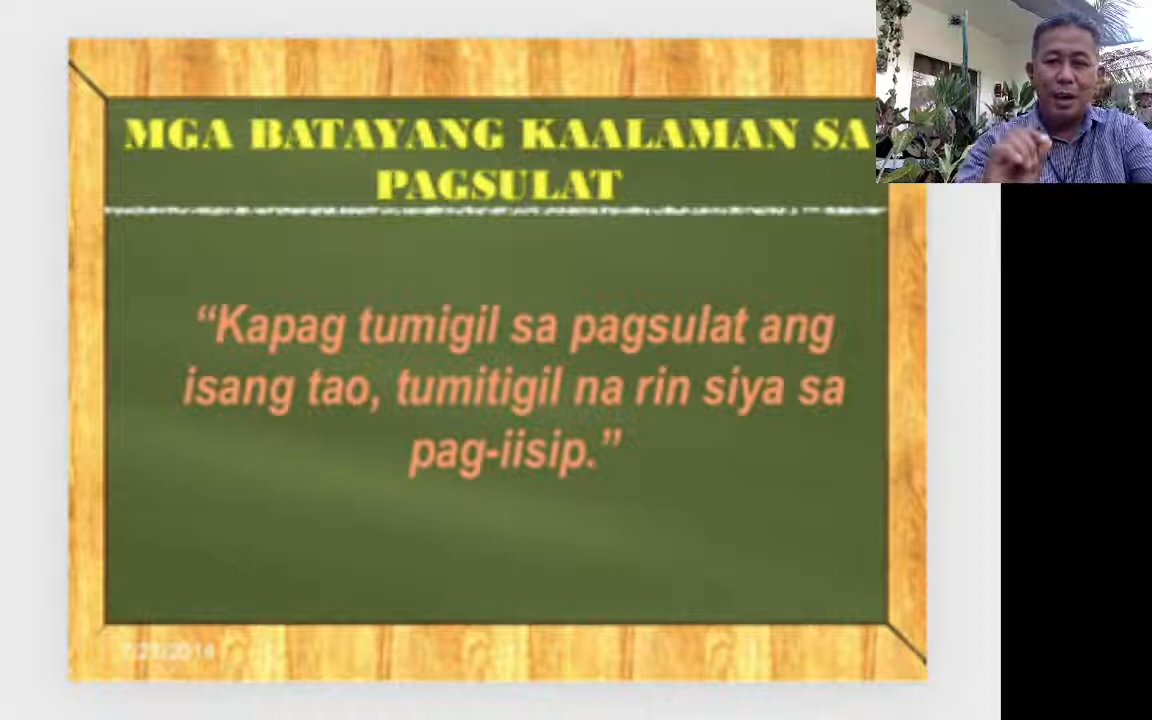 MGA BATAYANG KAALAMAN SA
PAGSULAT
“Kapag tumigil sa pagsulat ang
isang tao, tumitigil na rin siya sa
pag-iisip.”